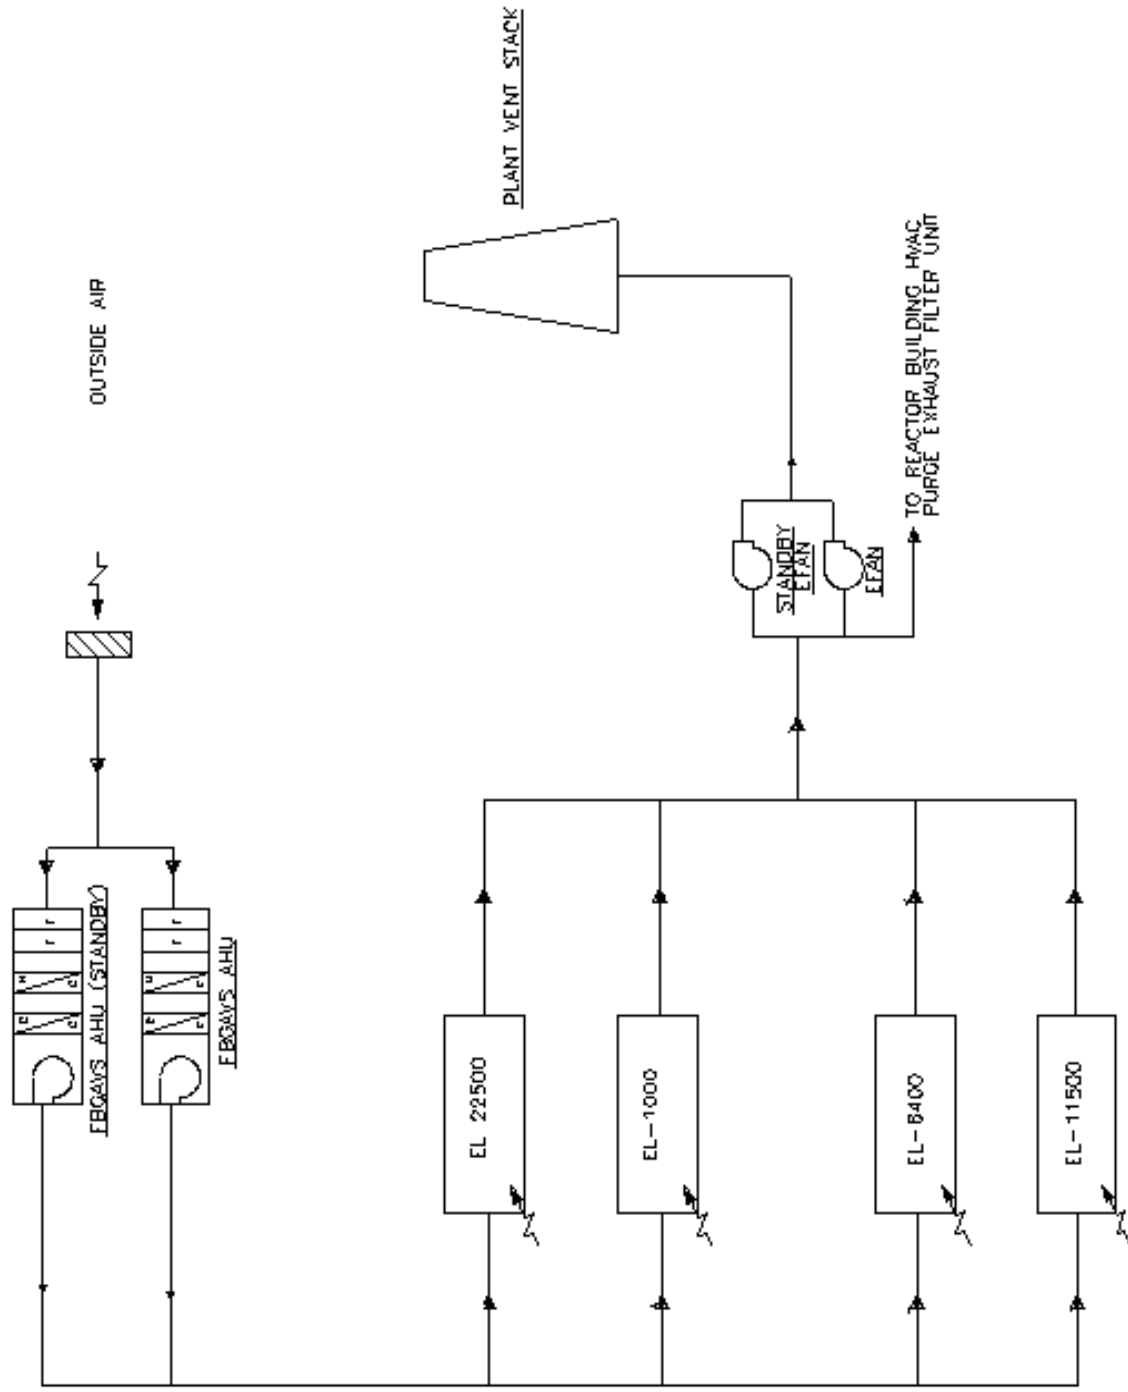 PLANT VENT STACK
OUTSIDE AIR
TO REACTOR BUILDING HVAC
PURGE EXHAUST FILTER UNIT
STANDBY
EFAN
EFAN
FBGAVS AHU (STANDBY)
FBGAVS AHU
EL 22500
EL-1000
EL-6400
EL-11500